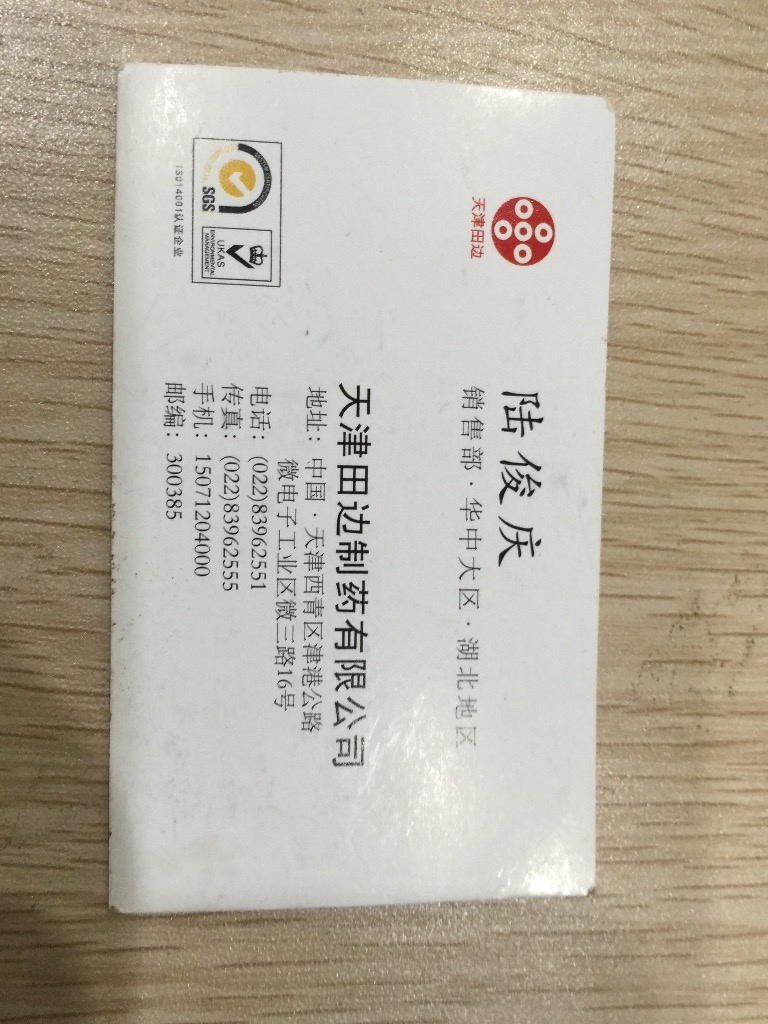 天津田边
陆俊庆
销售部·华中大区·湖北地区
天津田边制药有限公司
地址：中国·天津西青区津港公路
微电子工业区微三路16号
电话：(022)83962551
传真：(022)83962555
手机：15071204000
邮编：300385
SGS
UKAS
ENVIRONMENTAL
MANAGEMENT
ISO14001认证企业